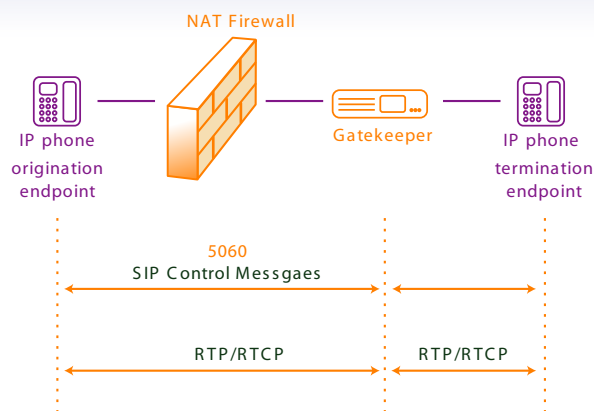 NAT Firewall
IP phone
origination
endpoint
Gatekeeper
IP phone
termination
endpoint
5060
SIP Control Messgaes
RTP/RTCP
RTP/RTCP